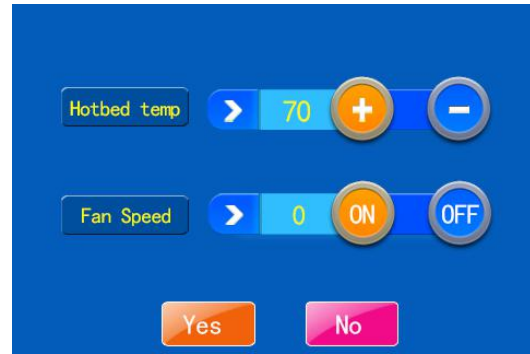 Hotbed temp 70 + -
Fan Speed 0 ON OFF
Yes No